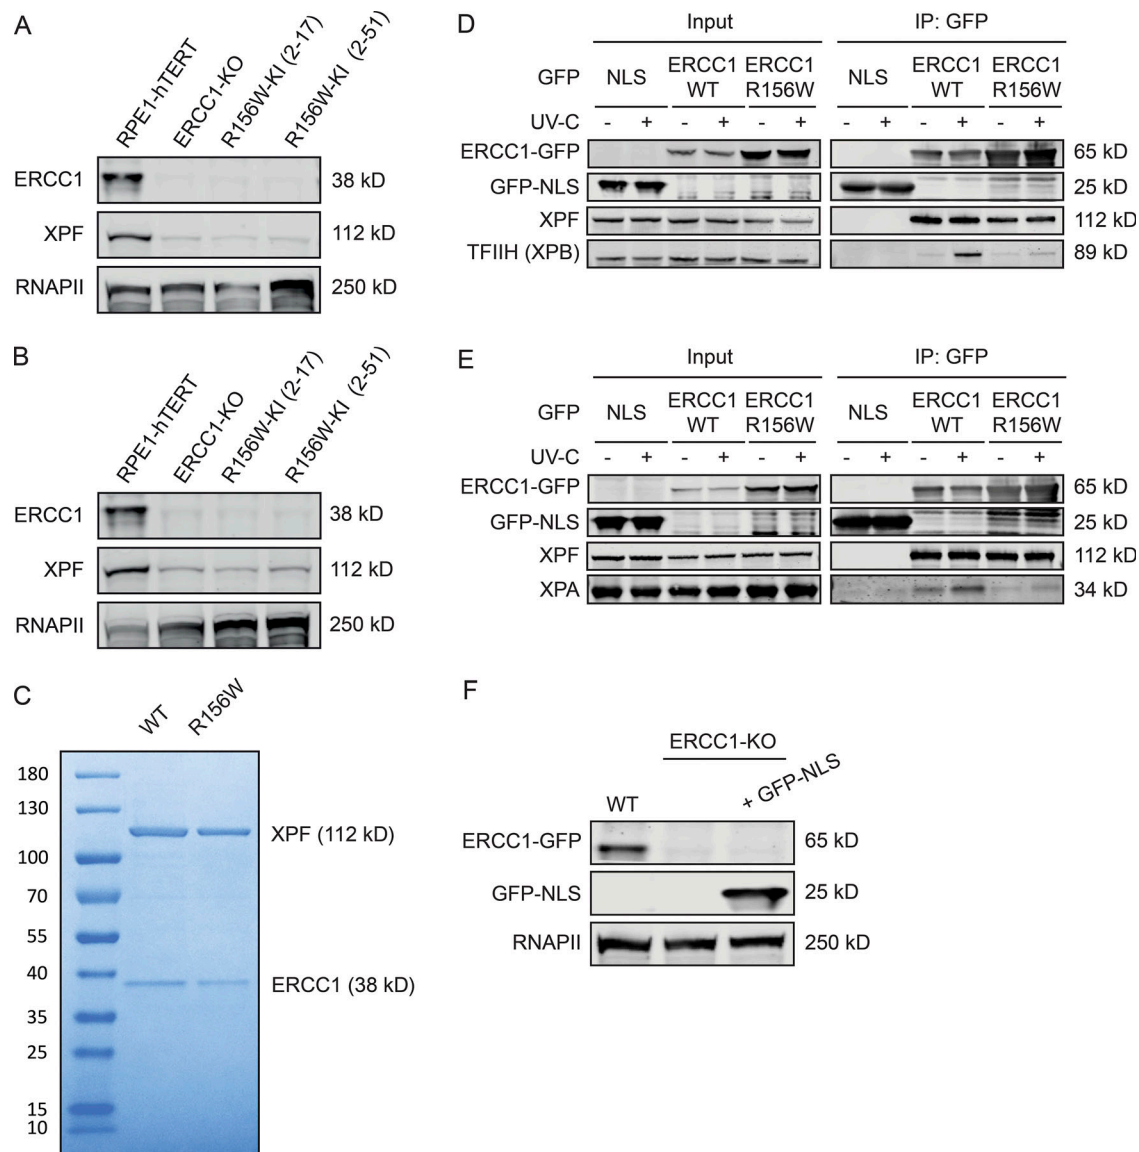 A
RPE1-hTERT
ERCC1-KO
R156W-KI (2-17)
R156W-KI (2-51)
ERCC1
38 kD
XPF
112 kD
RNAPII
250 kD
B
RPE1-hTERT
ERCC1-KO
R156W-KI (2-17)
R156W-KI (2-51)
ERCC1
38 kD
XPF
112 kD
RNAPII
250 kD
C
WT
R156W
180
130
100
70
55
40
35
25
15
10
XPF (112 kD)
ERCC1 (38 kD)
D
Input
IP: GFP
GFP NLS ERCC1 WT ERCC1 R156W NLS ERCC1 WT ERCC1 R156W
UV-C - + - + - + - + - + - +
ERCC1-GFP
65 kD
GFP-NLS
25 kD
XPF
112 kD
TFIIH (XPB)
89 kD
E
Input
IP: GFP
GFP NLS ERCC1 WT ERCC1 R156W NLS ERCC1 WT ERCC1 R156W
UV-C - + - + - + - + - + - +
ERCC1-GFP
65 kD
GFP-NLS
25 kD
XPF
112 kD
XPA
34 kD
F
ERCC1-KO
WT
+ GFP-NLS
ERCC1-GFP
65 kD
GFP-NLS
25 kD
RNAPII
250 kD